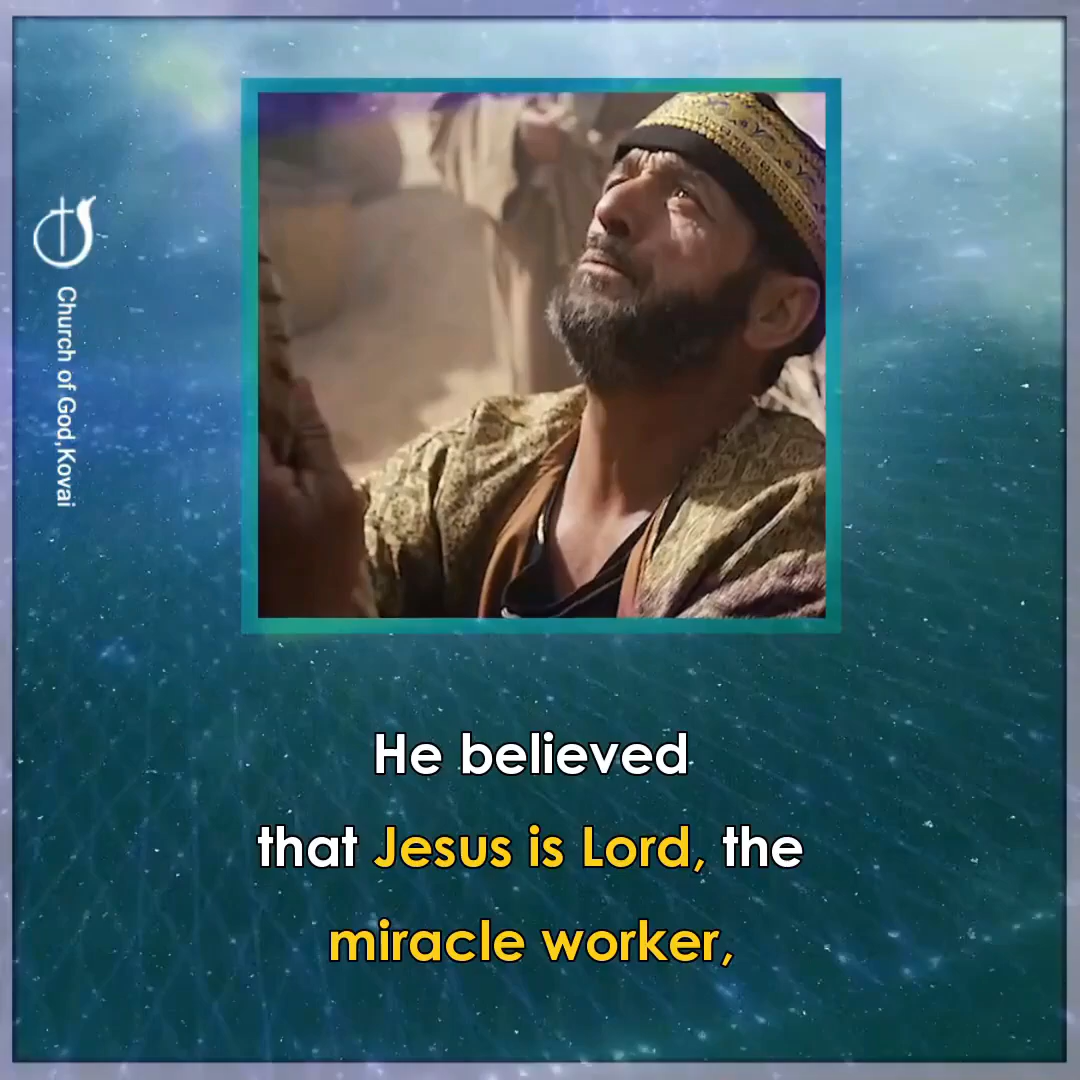 Church of God,Kovai
He believed
that Jesus is Lord, the
miracle worker,